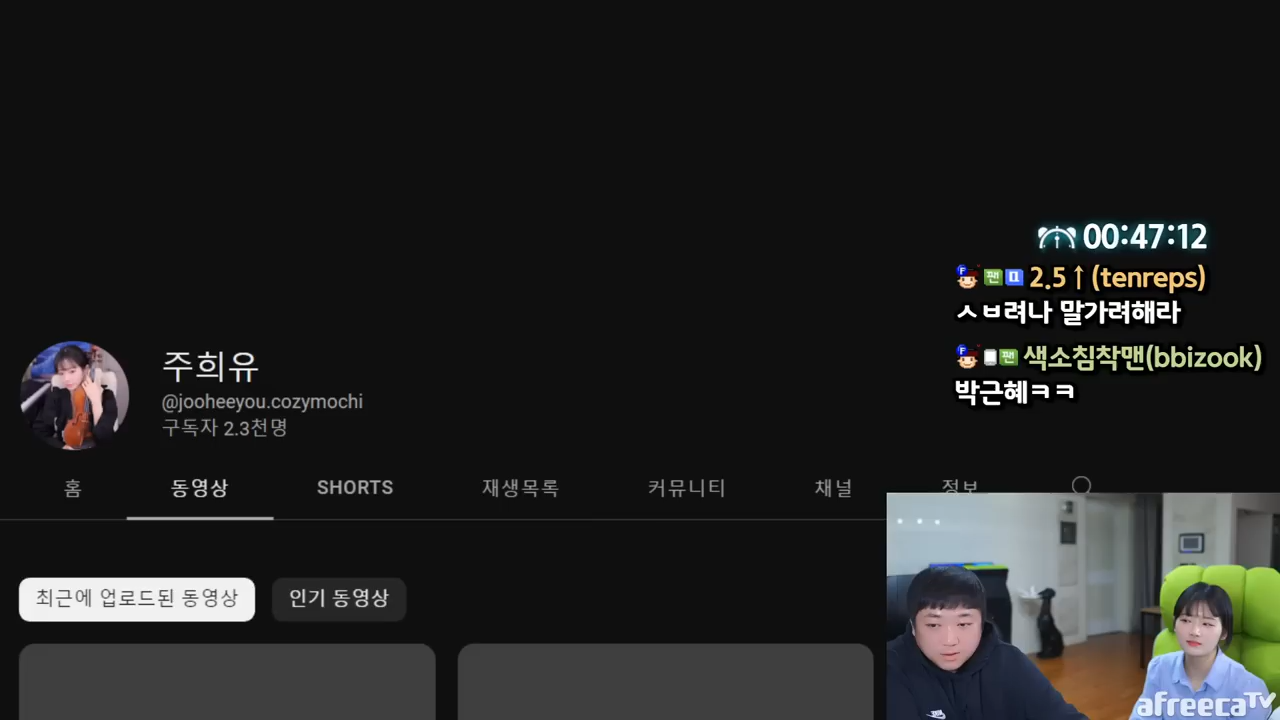 00:47:12
2.5↑(tenreps)
ㅅㅂ려나 말가려해라
색소침착맨(bbizook)
박근혜ㅋㅋ
주희유
@jooheeyou.cozymochi
구독자 2.3천명
홈 동영상 SHORTS 재생목록 커뮤니티 채널 정보
최근에 업로드된 동영상 인기 동영상
afreecaTV